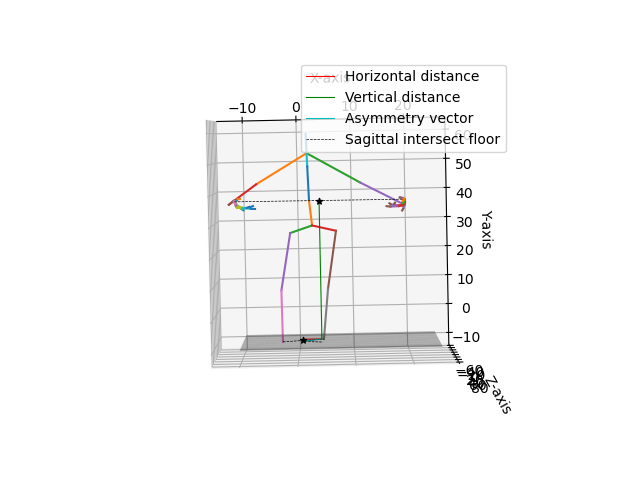 Horizontal distance
Vertical distance
Asymmetry vector
Sagittal intersect floor
X-axis
−10
0
10
20
60
50
40
30
20
10
0
−10
Y-axis
Z-axis